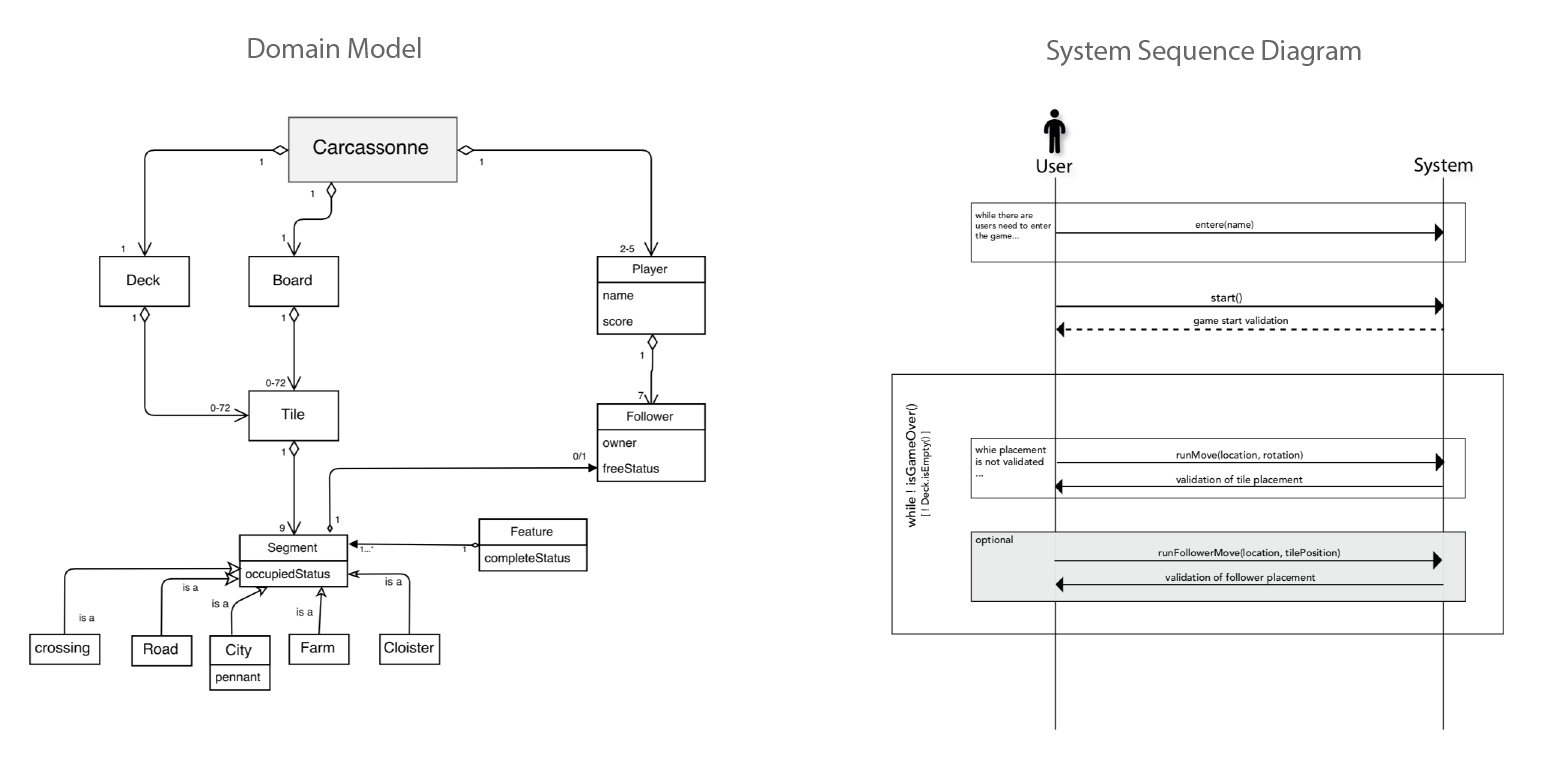 Domain Model
Carcassonne
1
1
1
1
1
2-5
Deck
Board
Player
name
score
1
1
1
0-72
0-72
7
Tile
Follower
owner
freeStatus
1
0/1
9
1
Segment
occupiedStatus
1...*
1
Feature
completeStatus
is a
is a
is a
is a
is a
crossing
Road
City
pennant
Farm
Cloister
System Sequence Diagram
User
System
while there are
users need to enter
the game...
entere(name)
start()
game start validation
while ! isGameOver()
[ ! Deck.isEmpty() ]
whie placement
is not validated
...
runMove(location, rotation)
validation of tile placement
optional
runFollowerMove(location, tilePosition)
validation of follower placement